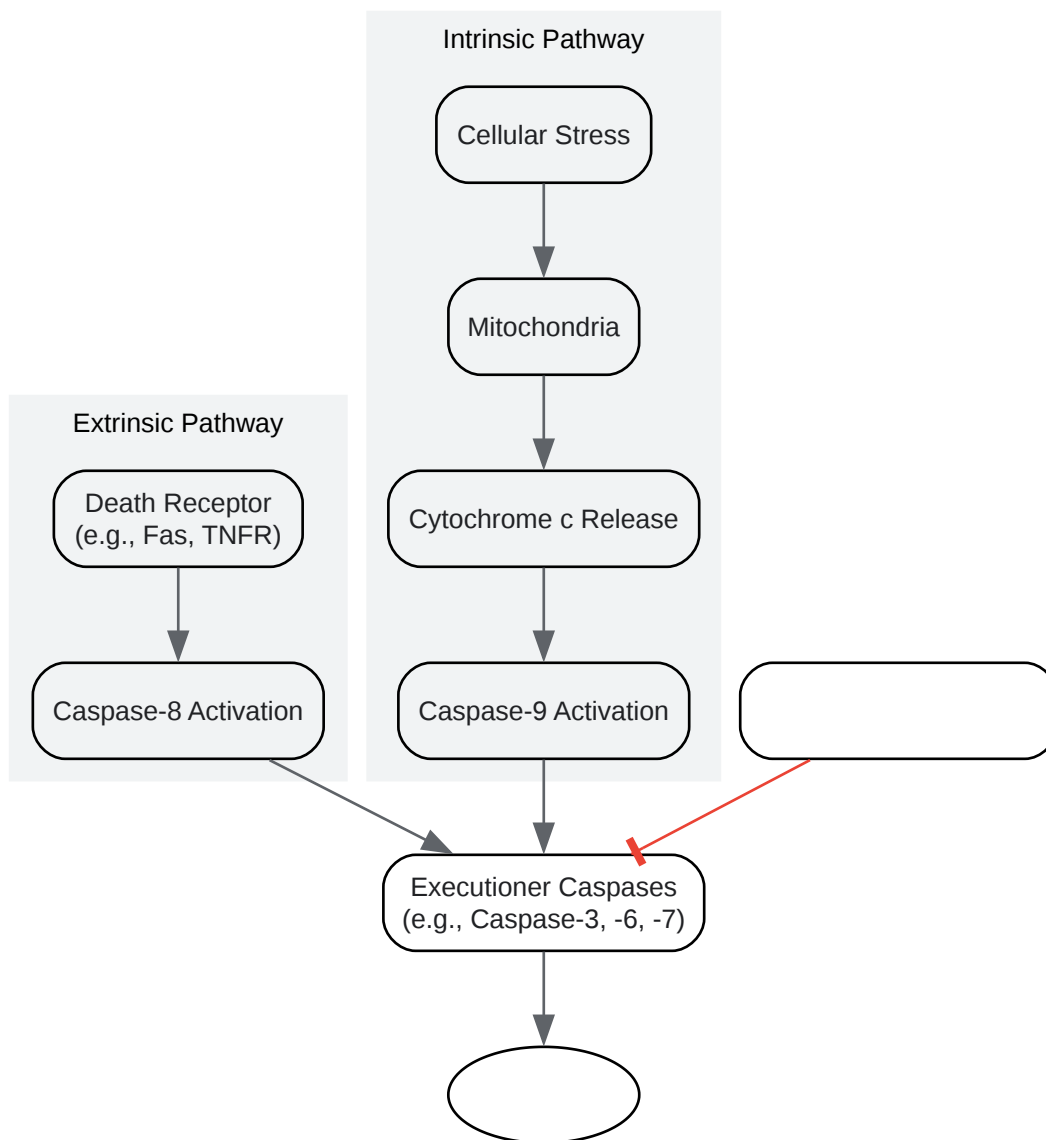 Intrinsic Pathway
Cellular Stress
Mitochondria
Extrinsic Pathway
Death Receptor
(e.g., Fas, TNFR)
Cytochrome c Release
Caspase-8 Activation
Caspase-9 Activation
Executioner Caspases
(e.g., Caspase-3, -6, -7)